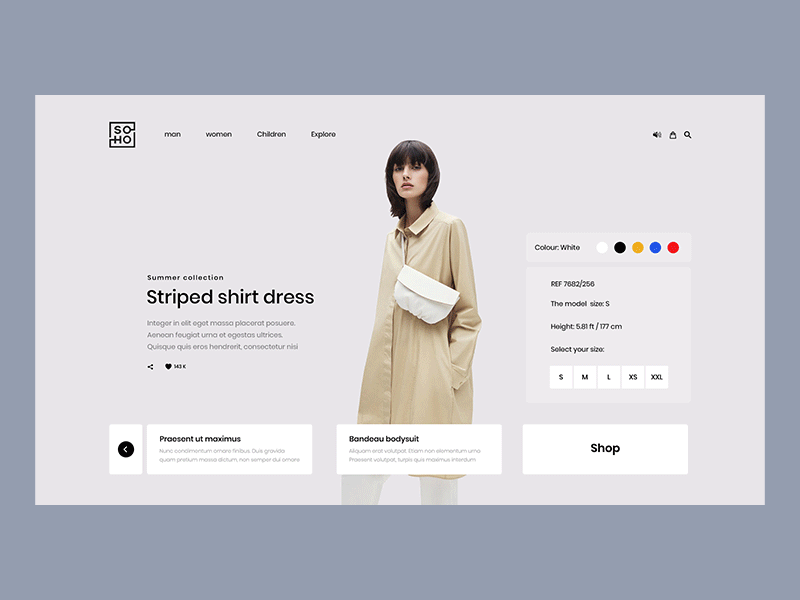 SO
HO
man women Children Explore
Colour: White
Summer collection
Striped shirt dress
Integer in elit eget massa placerat posuere.
Aenean feugiat urna et egestas ultrices.
Quisque quis eros hendrerit, consectetur nisi
143 K
REF 7682/256
The model size: S
Height: 5.81 ft / 177 cm
Select your size:
S M L XS XXL
Praesent ut maximus
Nunc condimentum ornare finibus. Duis gravida
quam pretium massa dictum, non semper dui ornare
Bandeau bodysuit
Aliquam erat volutpat. Etiam non elementum urna
Praesent volutpat, turpis quis maximus interdum
Shop